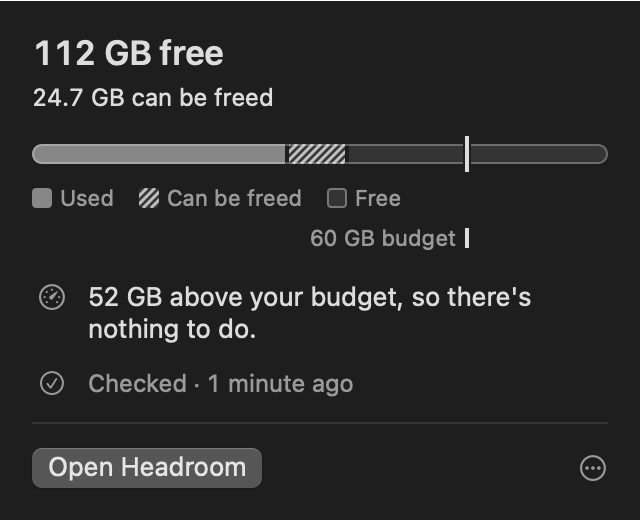 112 GB free
24.7 GB can be freed
Used
Can be freed
Free
60 GB budget
52 GB above your budget, so there's
nothing to do.
Checked · 1 minute ago
Open Headroom